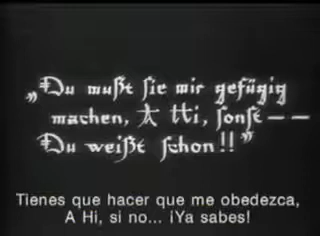 „Du mußt sie mir gefügig
machen, A Hi, sonst——
Du weißt schon!!"
Tienes que hacer que me obedezca,
A Hi, si no... ¡Ya sabes!